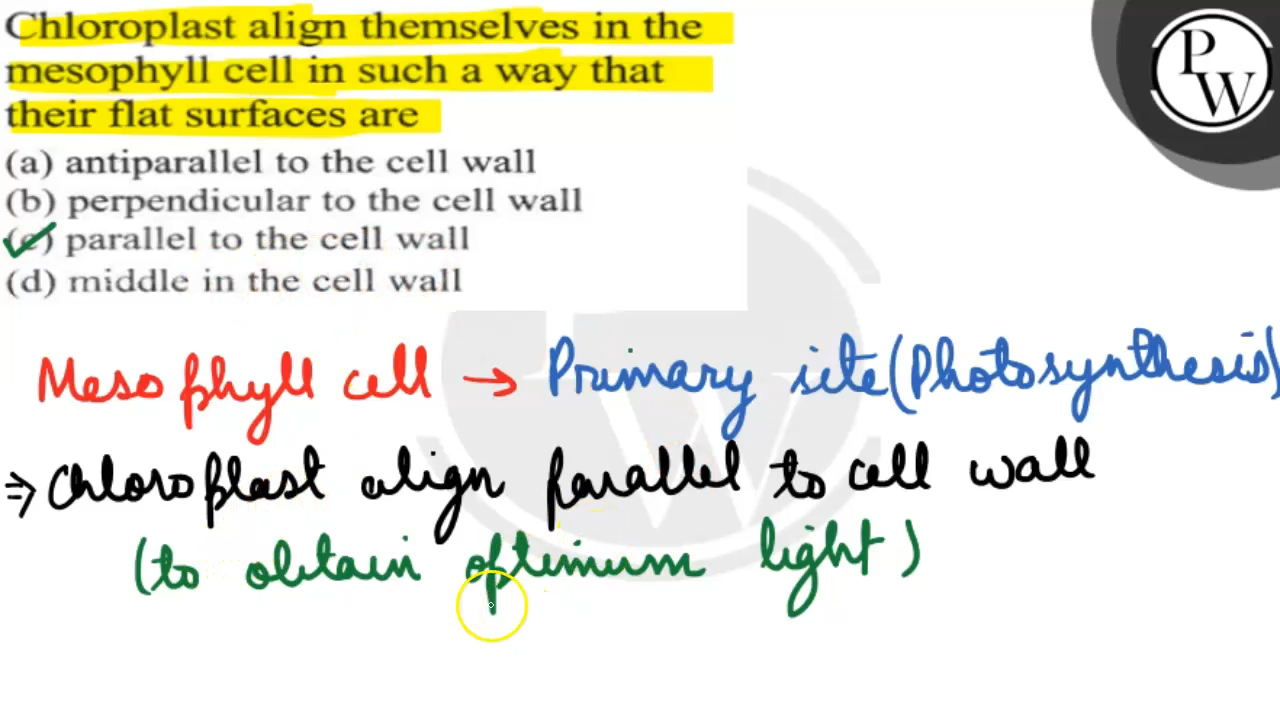 Chloroplast align themselves in the
mesophyll cell in such a way that
their flat surfaces are
(a) antiparallel to the cell wall
(b) perpendicular to the cell wall
(c) parallel to the cell wall
(d) middle in the cell wall
PW
Mesophyll cell → Primary site (Photosynthesis)
⇒ Chloroplast align parallel to cell wall
(to obtain optimum light)